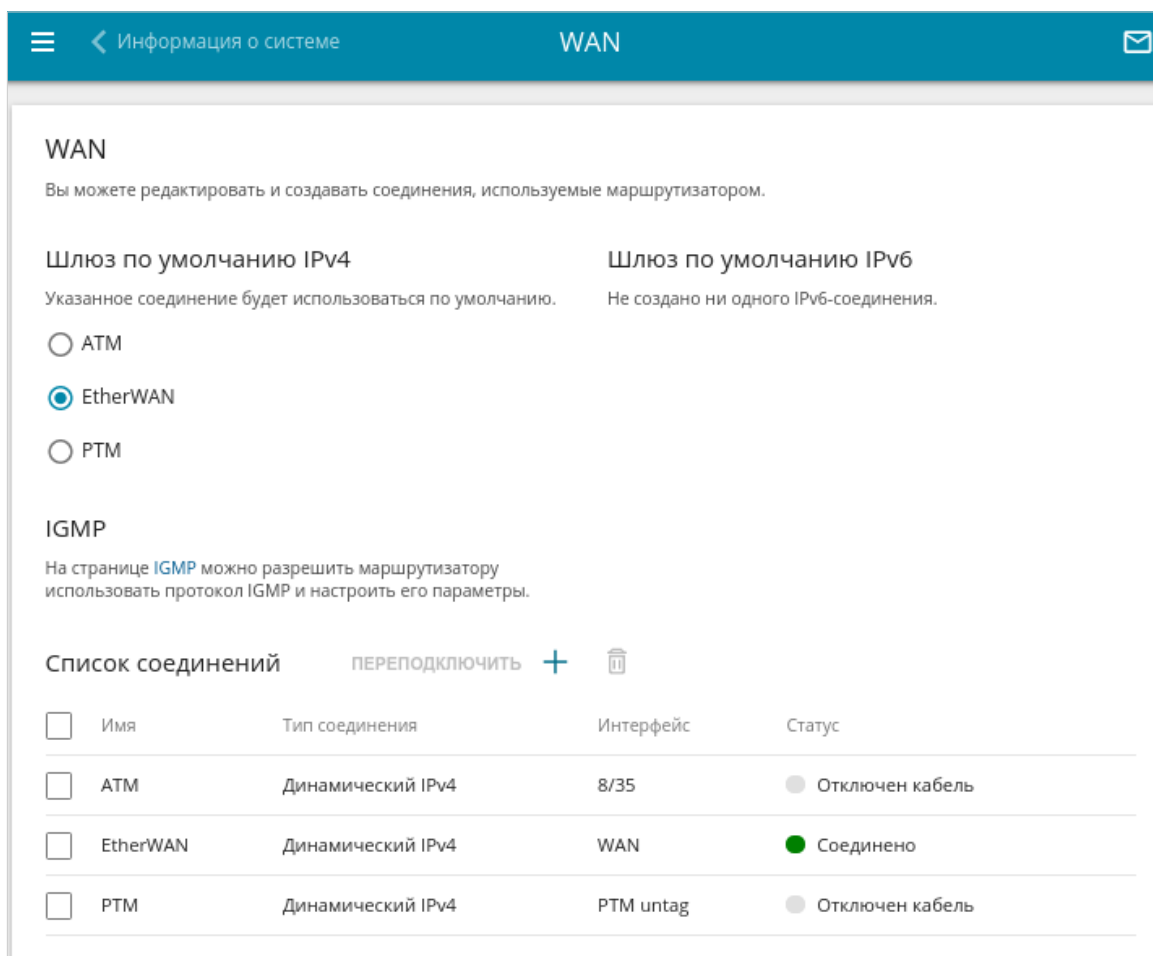 Информация о системе WAN
WAN
Вы можете редактировать и создавать соединения, используемые маршрутизатором.
Шлюз по умолчанию IPv4
Указанное соединение будет использоваться по умолчанию.
ATM
EtherWAN
PTM
Шлюз по умолчанию IPv6
Не создано ни одного IPv6-соединения.
IGMP
На странице IGMP можно разрешить маршрутизатору
использовать протокол IGMP и настроить его параметры.
Список соединений ПЕРЕПОДКЛЮЧИТЬ
Имя Тип соединения Интерфейс Статус
ATM Динамический IPv4 8/35 Отключен кабель
EtherWAN Динамический IPv4 WAN Соединено
PTM Динамический IPv4 PTM untag Отключен кабель